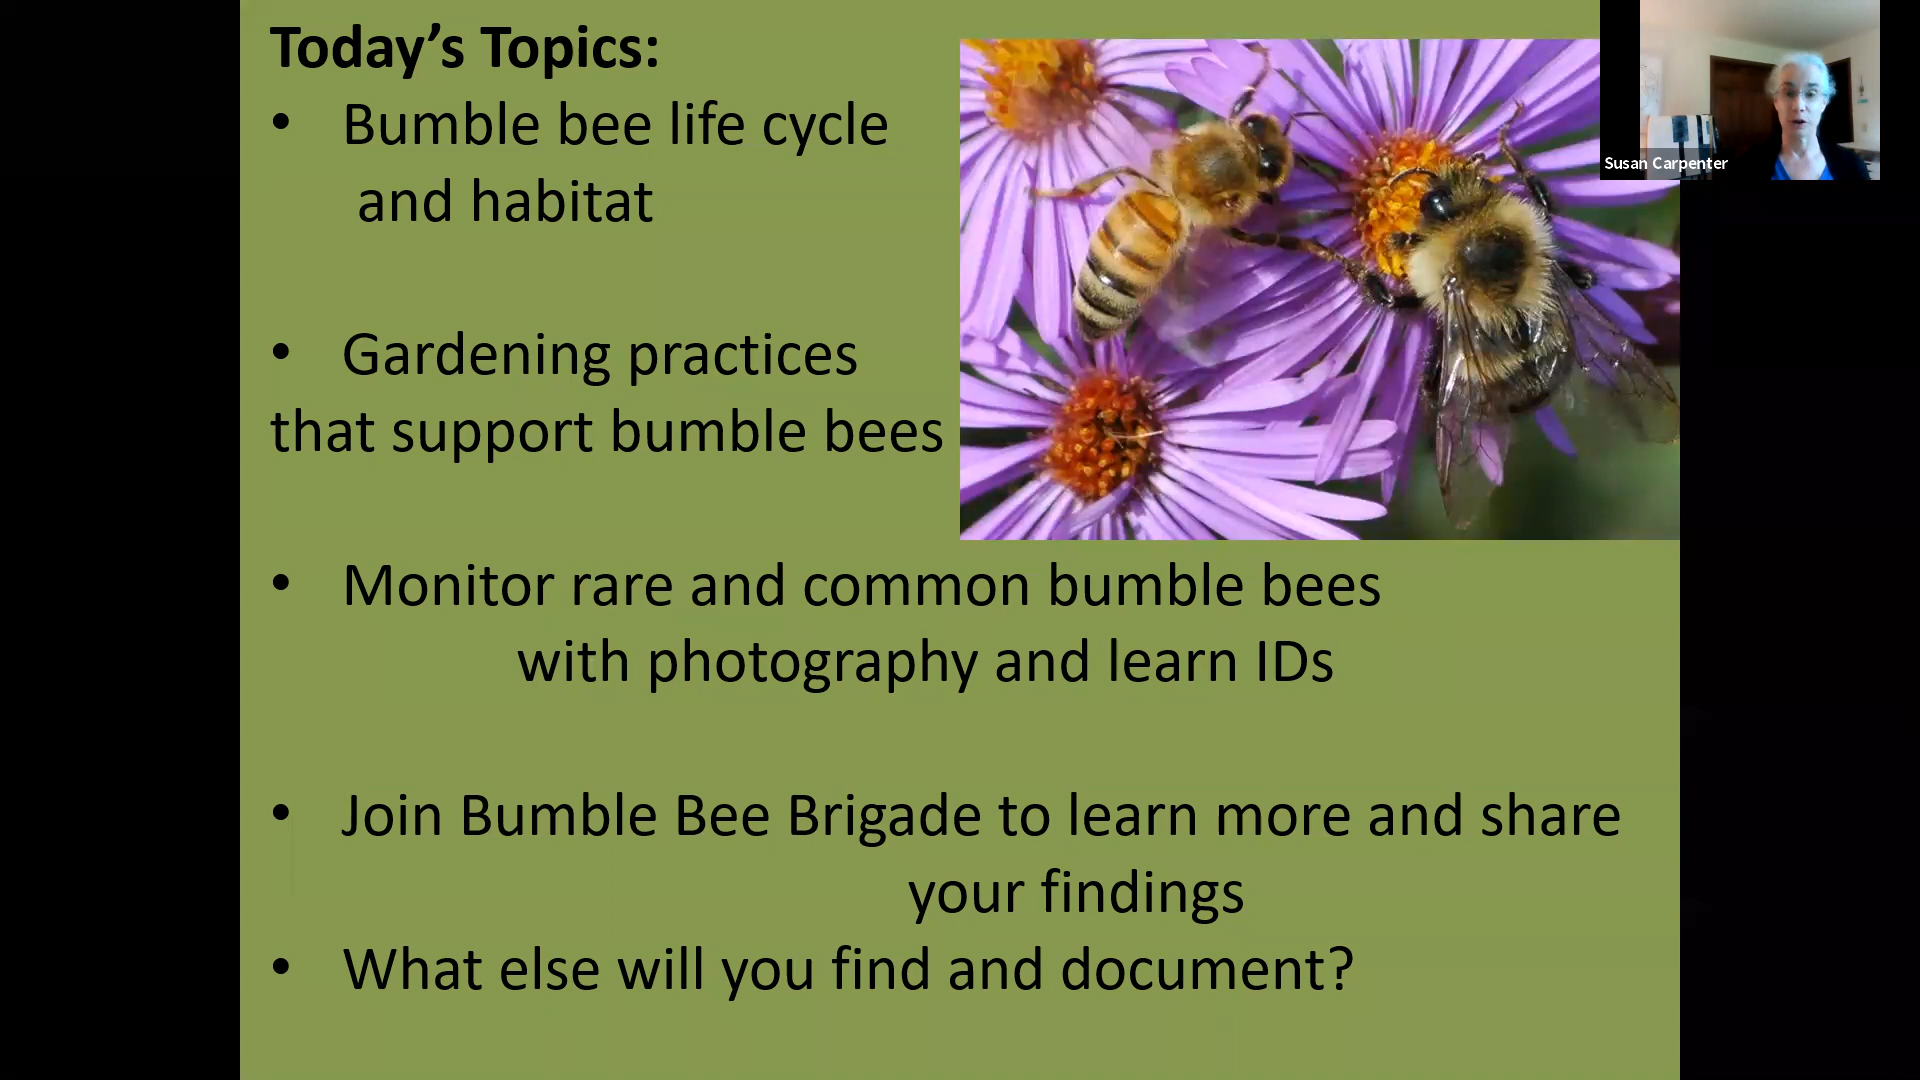 Today’s Topics:
• Bumble bee life cycle
and habitat
• Gardening practices
that support bumble bees
• Monitor rare and common bumble bees
with photography and learn IDs
• Join Bumble Bee Brigade to learn more and share
your findings
• What else will you find and document?
Susan Carpenter